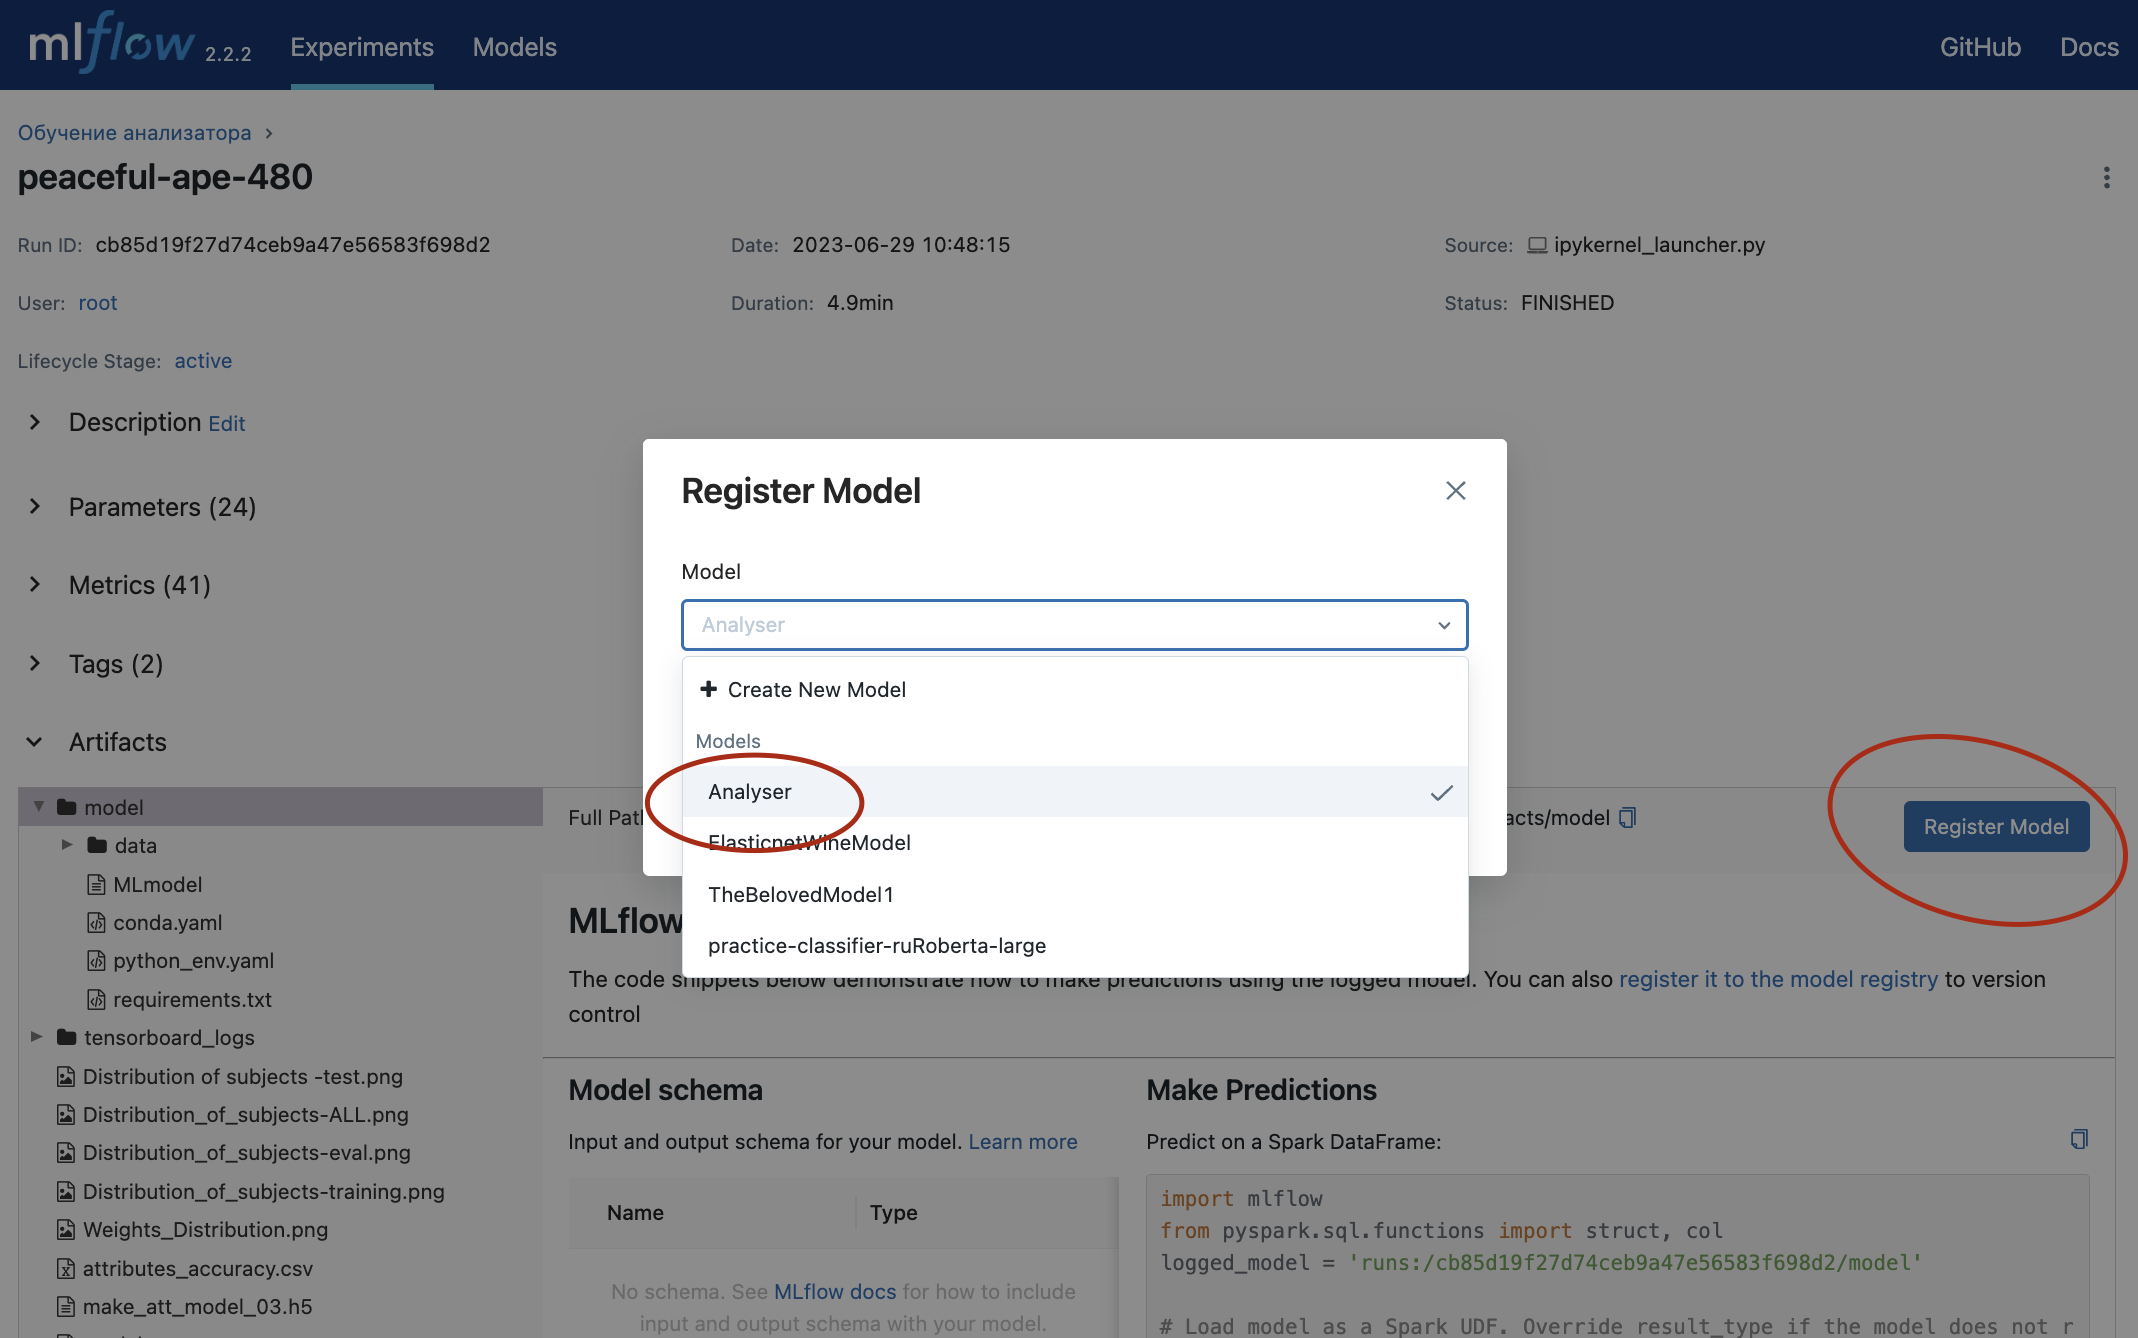 mlflow 2.2.2 Experiments Models GitHub Docs
Обучение анализатора >
peaceful-ape-480
Run ID: cb85d19f27d74ceb9a47e56583f698d2 Date: 2023-06-29 10:48:15 Source: ipykernel_launcher.py
User: root Duration: 4.9min Status: FINISHED
Lifecycle Stage: active
Description Edit
Parameters (24)
Metrics (41)
Tags (2)
Artifacts
Register Model
Model
Analyser
Create New Model
Models
Analyser
ElasticnetWineModel
TheBelovedModel1
practice-classifier-ruRoberta-large
model
data
MLmodel
conda.yaml
python_env.yaml
requirements.txt
tensorboard_logs
Distribution of subjects -test.png
Distribution_of_subjects-ALL.png
Distribution_of_subjects-eval.png
Distribution_of_subjects-training.png
Weights_Distribution.png
attributes_accuracy.csv
make_att_model_03.h5
Full Path acts/model
Register Model
MLflow
The code snippets below demonstrate how to make predictions using the logged model. You can also register it to the model registry to version
control
Model schema
Input and output schema for your model. Learn more
Name Type
No schema. See MLflow docs for how to include
input and output schema with your model.
Make Predictions
Predict on a Spark DataFrame:
import mlflow
from pyspark.sql.functions import struct, col
logged_model = 'runs:/cb85d19f27d74ceb9a47e56583f698d2/model'
# Load model as a Spark UDF. Override result_type if the model does not r